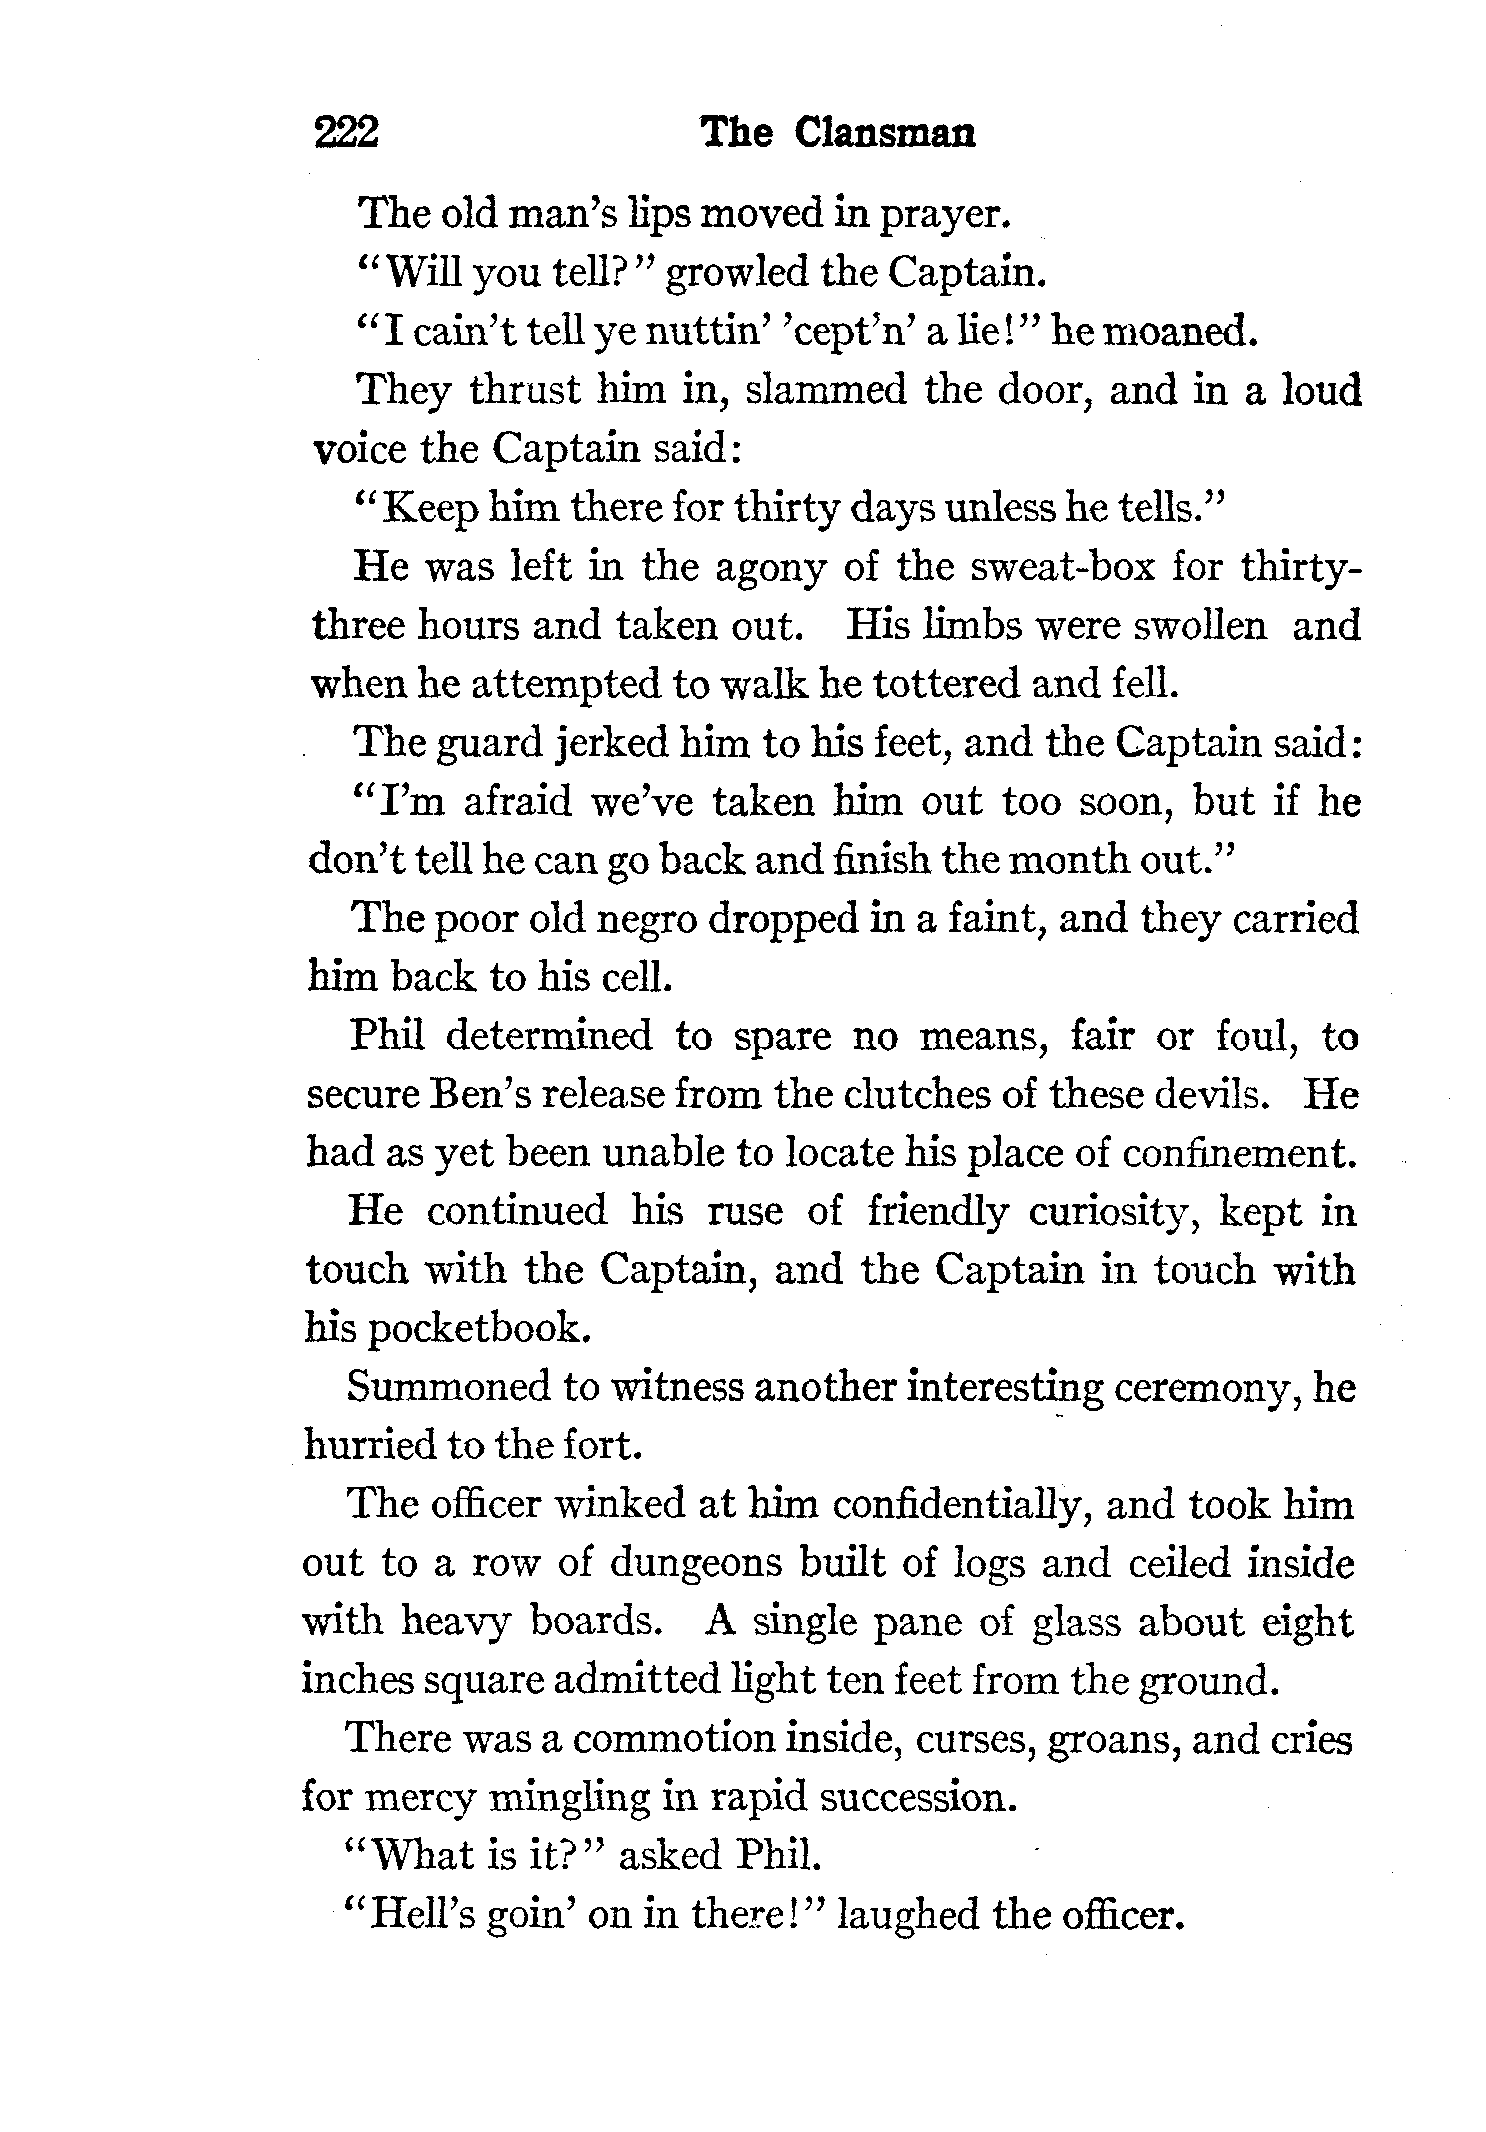 222 The Clansman
The old man's lips moved in prayer.
"Will you tell?" growled the Captain.
"I cain't tell ye nuttin' 'cept'n' a lie!" he moaned.
They thrust him in, slammed the door, and in a loud
voice the Captain said:
"Keep him there for thirty days unless he tells."
He was left in the agony of the sweat-box for thirty-
three hours and taken out. His limbs were swollen and
when he attempted to walk he tottered and fell.
The guard jerked him to his feet, and the Captain said:
"I'm afraid we've taken him out too soon, but if he
don't tell he can go back and finish the month out."
The poor old negro dropped in a faint, and they carried
him back to his cell.
Phil determined to spare no means, fair or foul, to
secure Ben's release from the clutches of these devils. He
had as yet been unable to locate his place of confinement.
He continued his ruse of friendly curiosity, kept in
touch with the Captain, and the Captain in touch with
his pocketbook.
Summoned to witness another interesting ceremony, he
hurried to the fort.
The officer winked at him confidentially, and took him
out to a row of dungeons built of logs and ceiled inside
with heavy boards. A single pane of glass about eight
inches square admitted light ten feet from the ground.
There was a commotion inside, curses, groans, and cries
for mercy mingling in rapid succession.
"What is it?" asked Phil.
"Hell's goin' on in there!" laughed the officer.